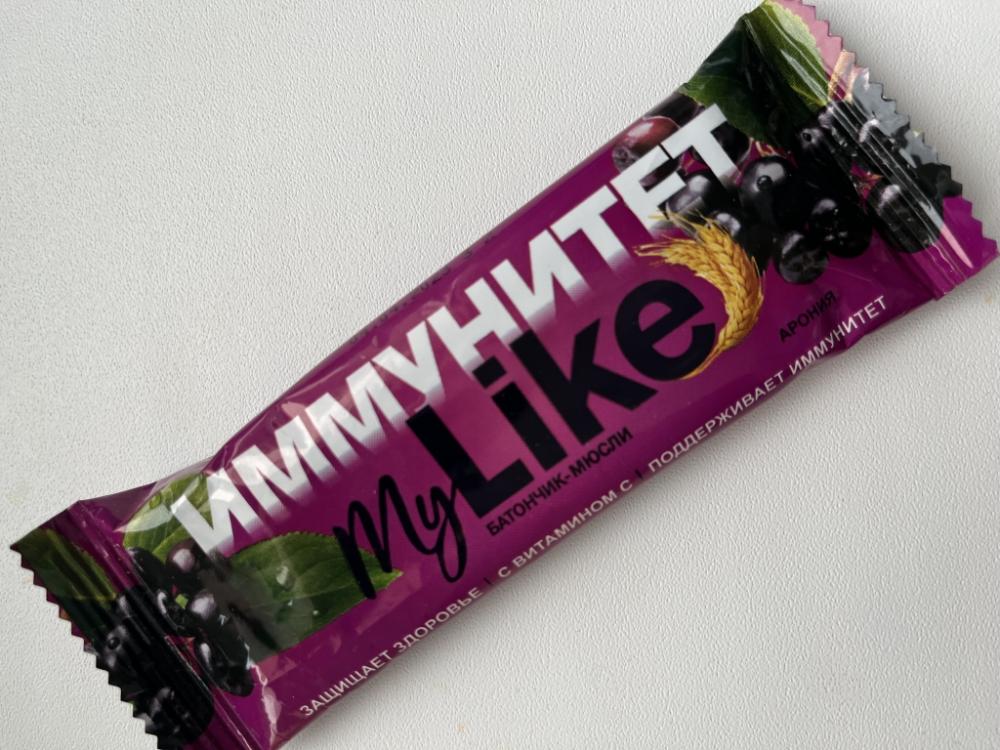 ИММУНИТЕТ
My Like
БАТОНЧИК-МЮСЛИ
АРОНИЯ
ЗАЩИЩАЕТ ЗДОРОВЬЕ | С ВИТАМИНОМ С | ПОДДЕРЖИВАЕТ ИММУНИТЕТ